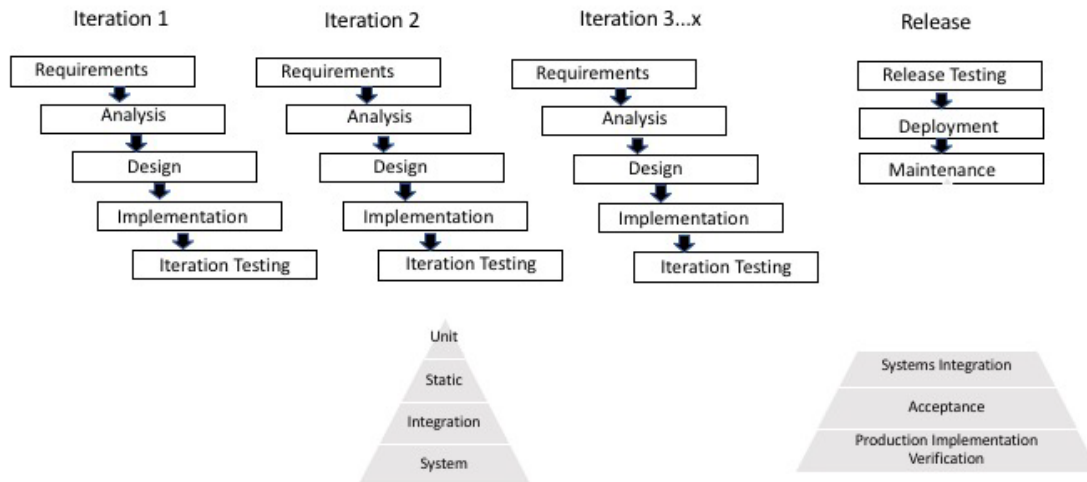 Iteration 1
Iteration 2
Iteration 3...x
Release
Requirements
Analysis
Design
Implementation
Iteration Testing
Requirements
Analysis
Design
Implementation
Iteration Testing
Requirements
Analysis
Design
Implementation
Iteration Testing
Release Testing
Deployment
Maintenance
Unit
Static
Integration
System
Systems Integration
Acceptance
Production Implementation
Verification